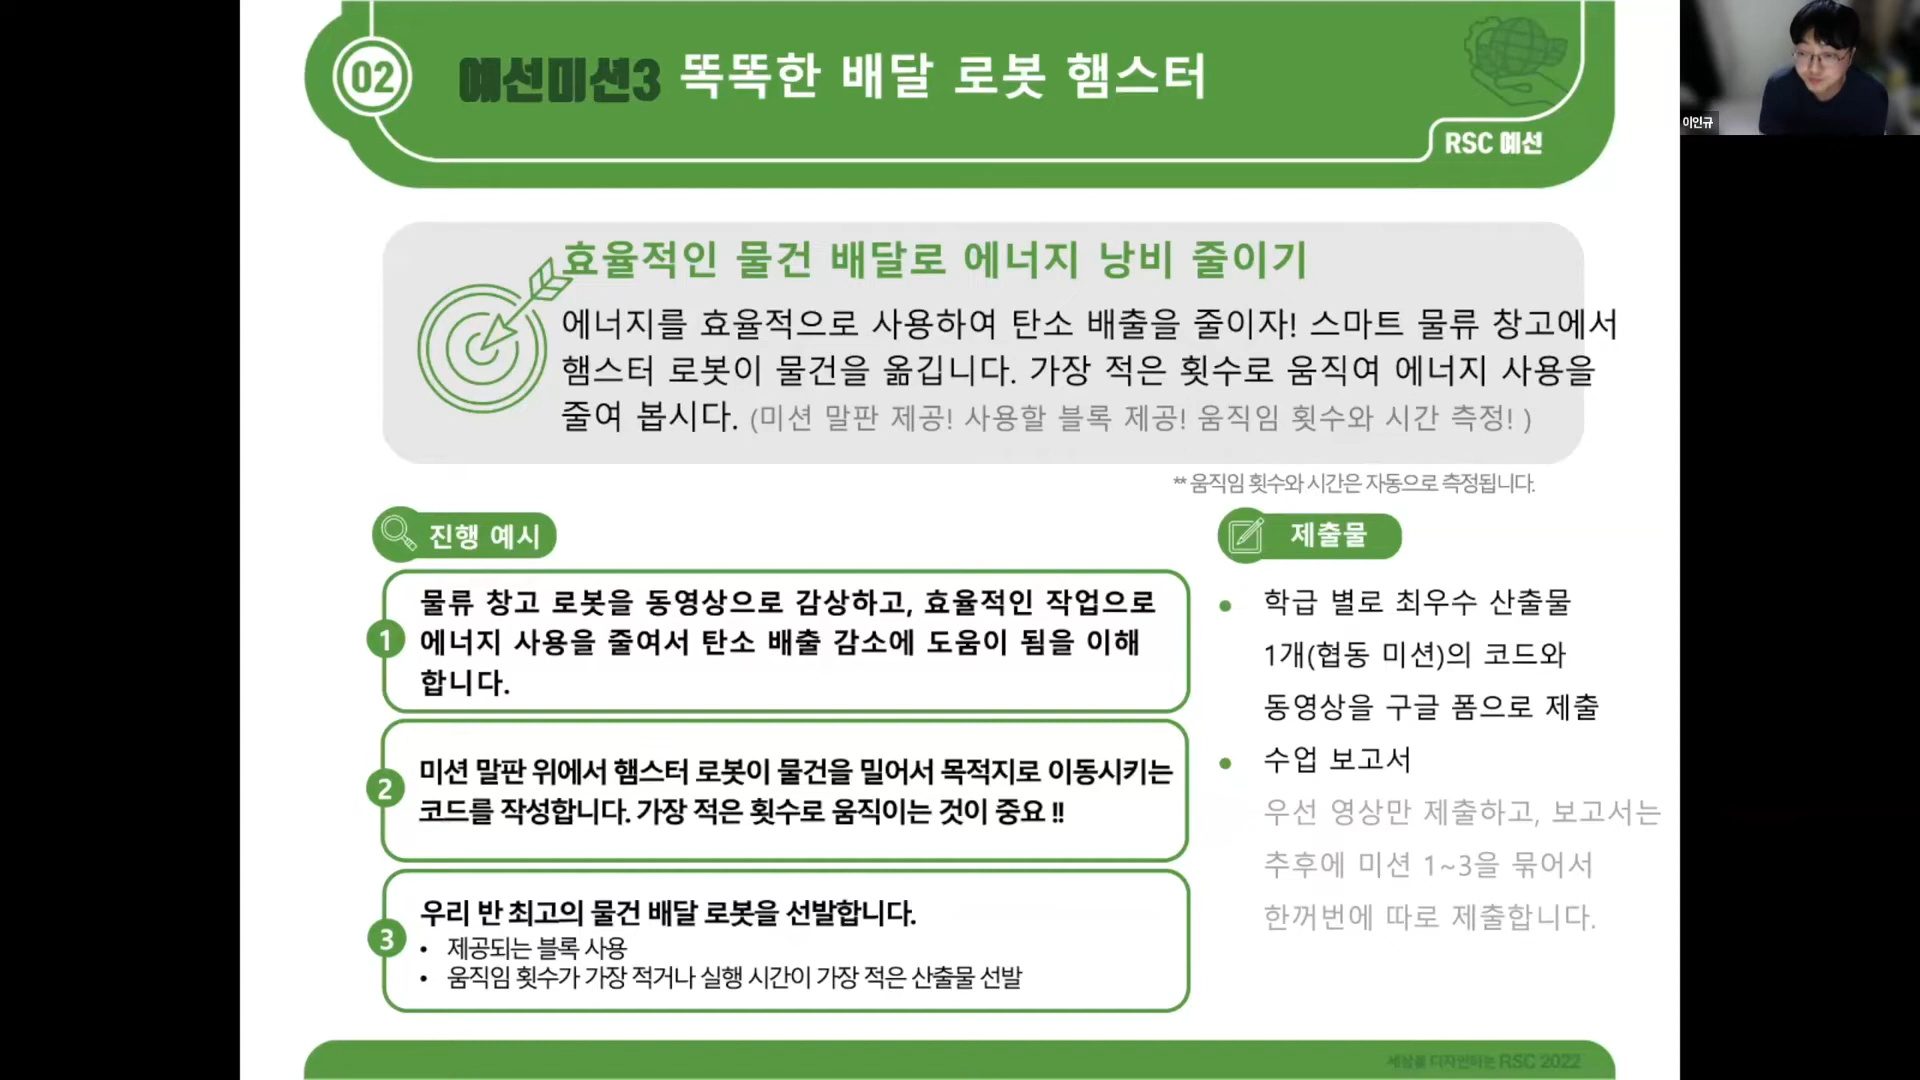 02
예선미션3 똑똑한 배달 로봇 햄스터
RSC 예선
이인규
효율적인 물건 배달로 에너지 낭비 줄이기
에너지를 효율적으로 사용하여 탄소 배출을 줄이자! 스마트 물류 창고에서
햄스터 로봇이 물건을 옮깁니다. 가장 적은 횟수로 움직여 에너지 사용을
줄여 봅시다. (미션 말판 제공! 사용할 블록 제공! 움직임 횟수와 시간 측정! )
** 움직임 횟수와 시간은 자동으로 측정됩니다.
진행 예시
1
물류 창고 로봇을 동영상으로 감상하고, 효율적인 작업으로
에너지 사용을 줄여서 탄소 배출 감소에 도움이 됨을 이해
합니다.
2
미션 말판 위에서 햄스터 로봇이 물건을 밀어서 목적지로 이동시키는
코드를 작성합니다. 가장 적은 횟수로 움직이는 것이 중요 !!
3
우리 반 최고의 물건 배달 로봇을 선발합니다.
• 제공되는 블록 사용
• 움직임 횟수가 가장 적거나 실행 시간이 가장 적은 산출물 선발
제출물
• 학급 별로 최우수 산출물
1개(협동 미션)의 코드와
동영상을 구글 폼으로 제출
• 수업 보고서
우선 영상만 제출하고, 보고서는
추후에 미션 1~3을 묶어서
한꺼번에 따로 제출합니다.
세상을 디자인하는 RSC 2022